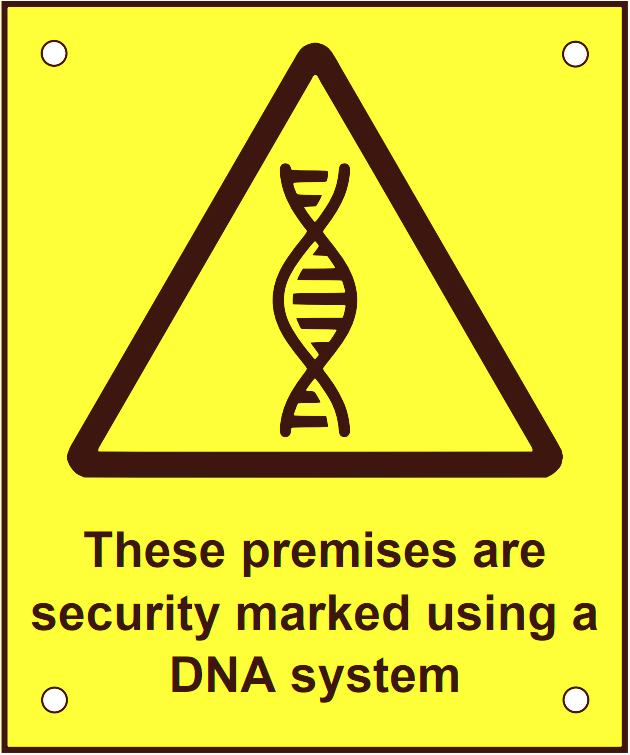 These premises are
security marked using a
DNA system